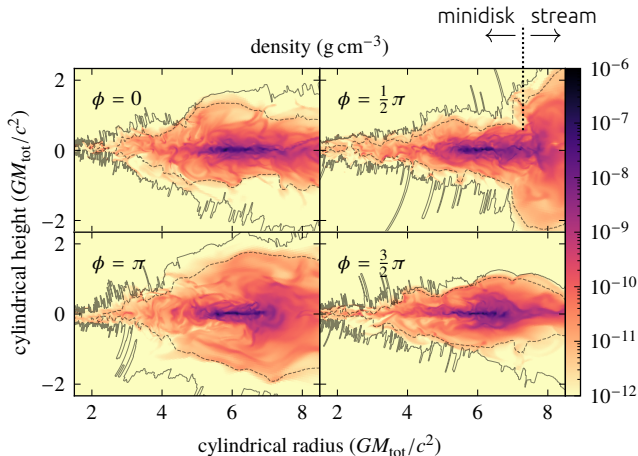 minidisk stream
← →
density (g cm⁻³)
ϕ = 0
ϕ = ½π
ϕ = π
ϕ = 3/2 π
2
0
−2
2
0
−2
cylindrical height (GM_tot/c²)
2 4 6 8 2 4 6 8
cylindrical radius (GM_tot/c²)
10⁻⁶
10⁻⁷
10⁻⁸
10⁻⁹
10⁻¹⁰
10⁻¹¹
10⁻¹²